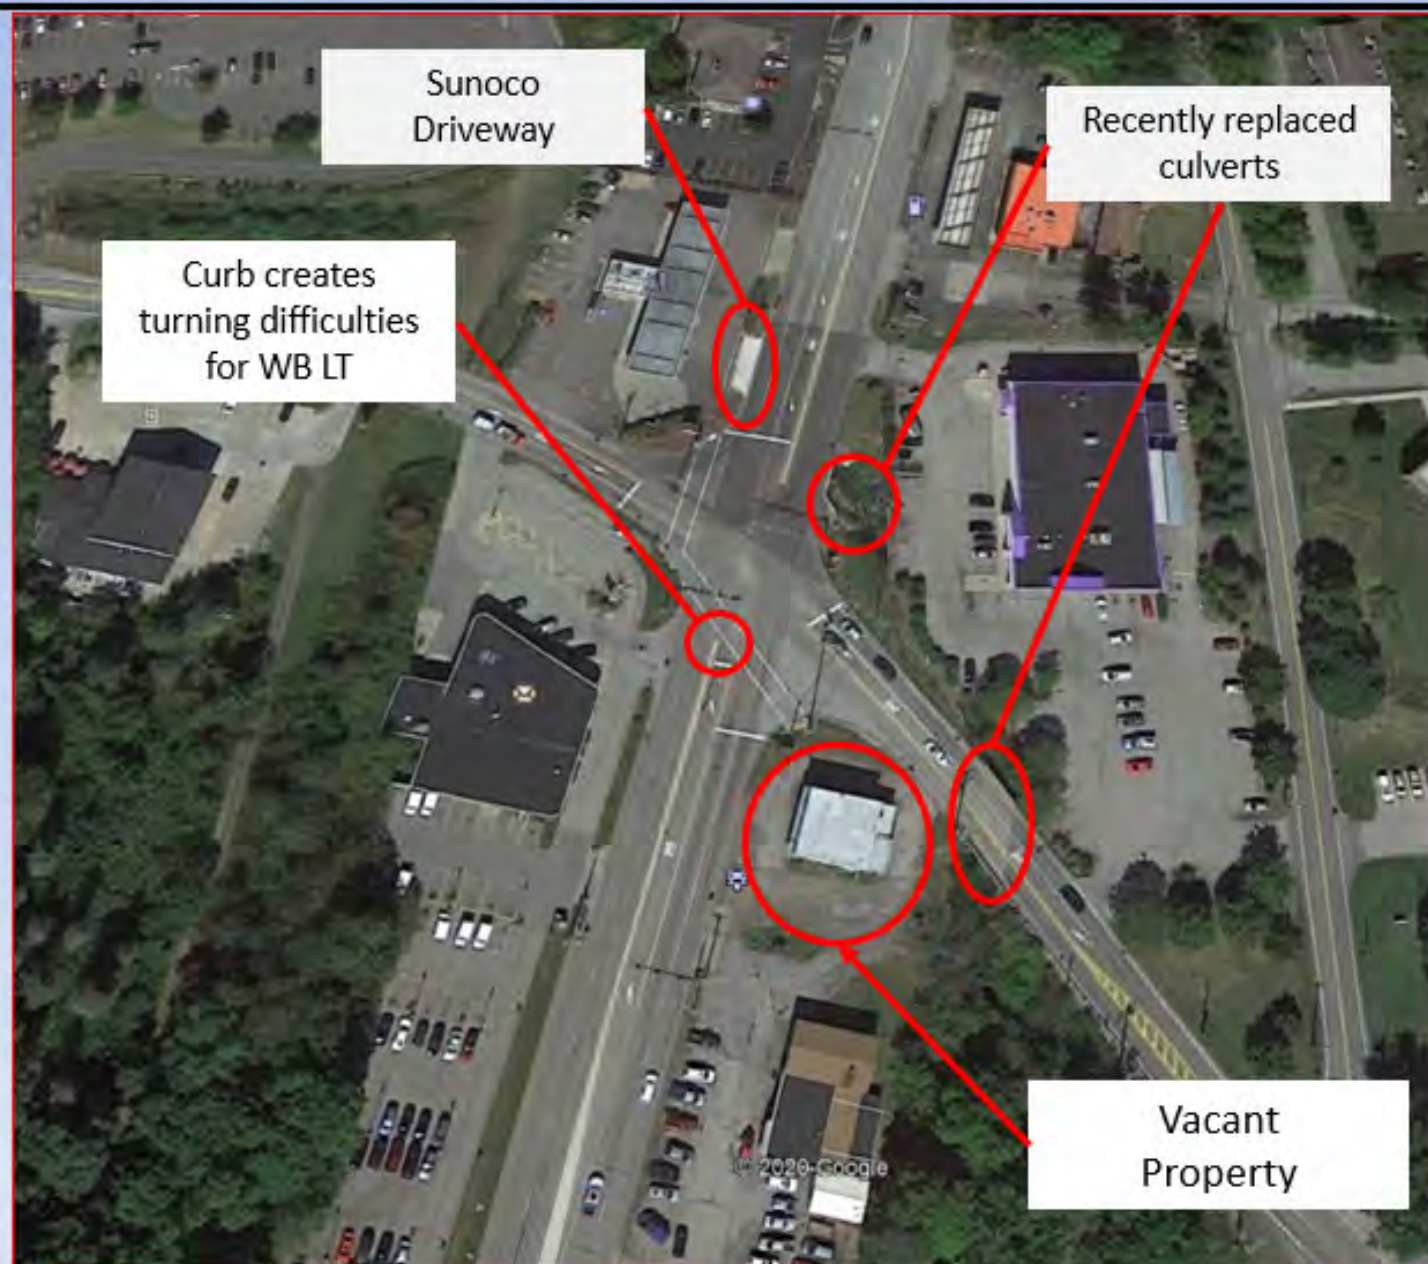 Sunoco
Driveway
Recently replaced
culverts
Curb creates
turning difficulties
for WB LT
© 2020 Google
Vacant
Property